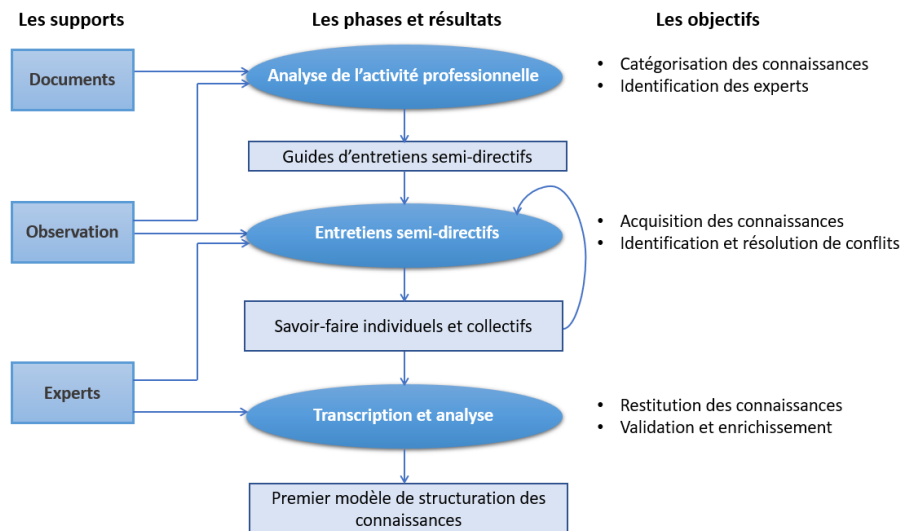 Les supports
Les phases et résultats
Les objectifs
Documents
Analyse de l'activité professionnelle
• Catégorisation des connaissances
• Identification des experts
Guides d'entretiens semi-directifs
Observation
Entretiens semi-directifs
• Acquisition des connaissances
• Identification et résolution de conflits
Savoir-faire individuels et collectifs
Experts
Transcription et analyse
• Restitution des connaissances
• Validation et enrichissement
Premier modèle de structuration des
connaissances